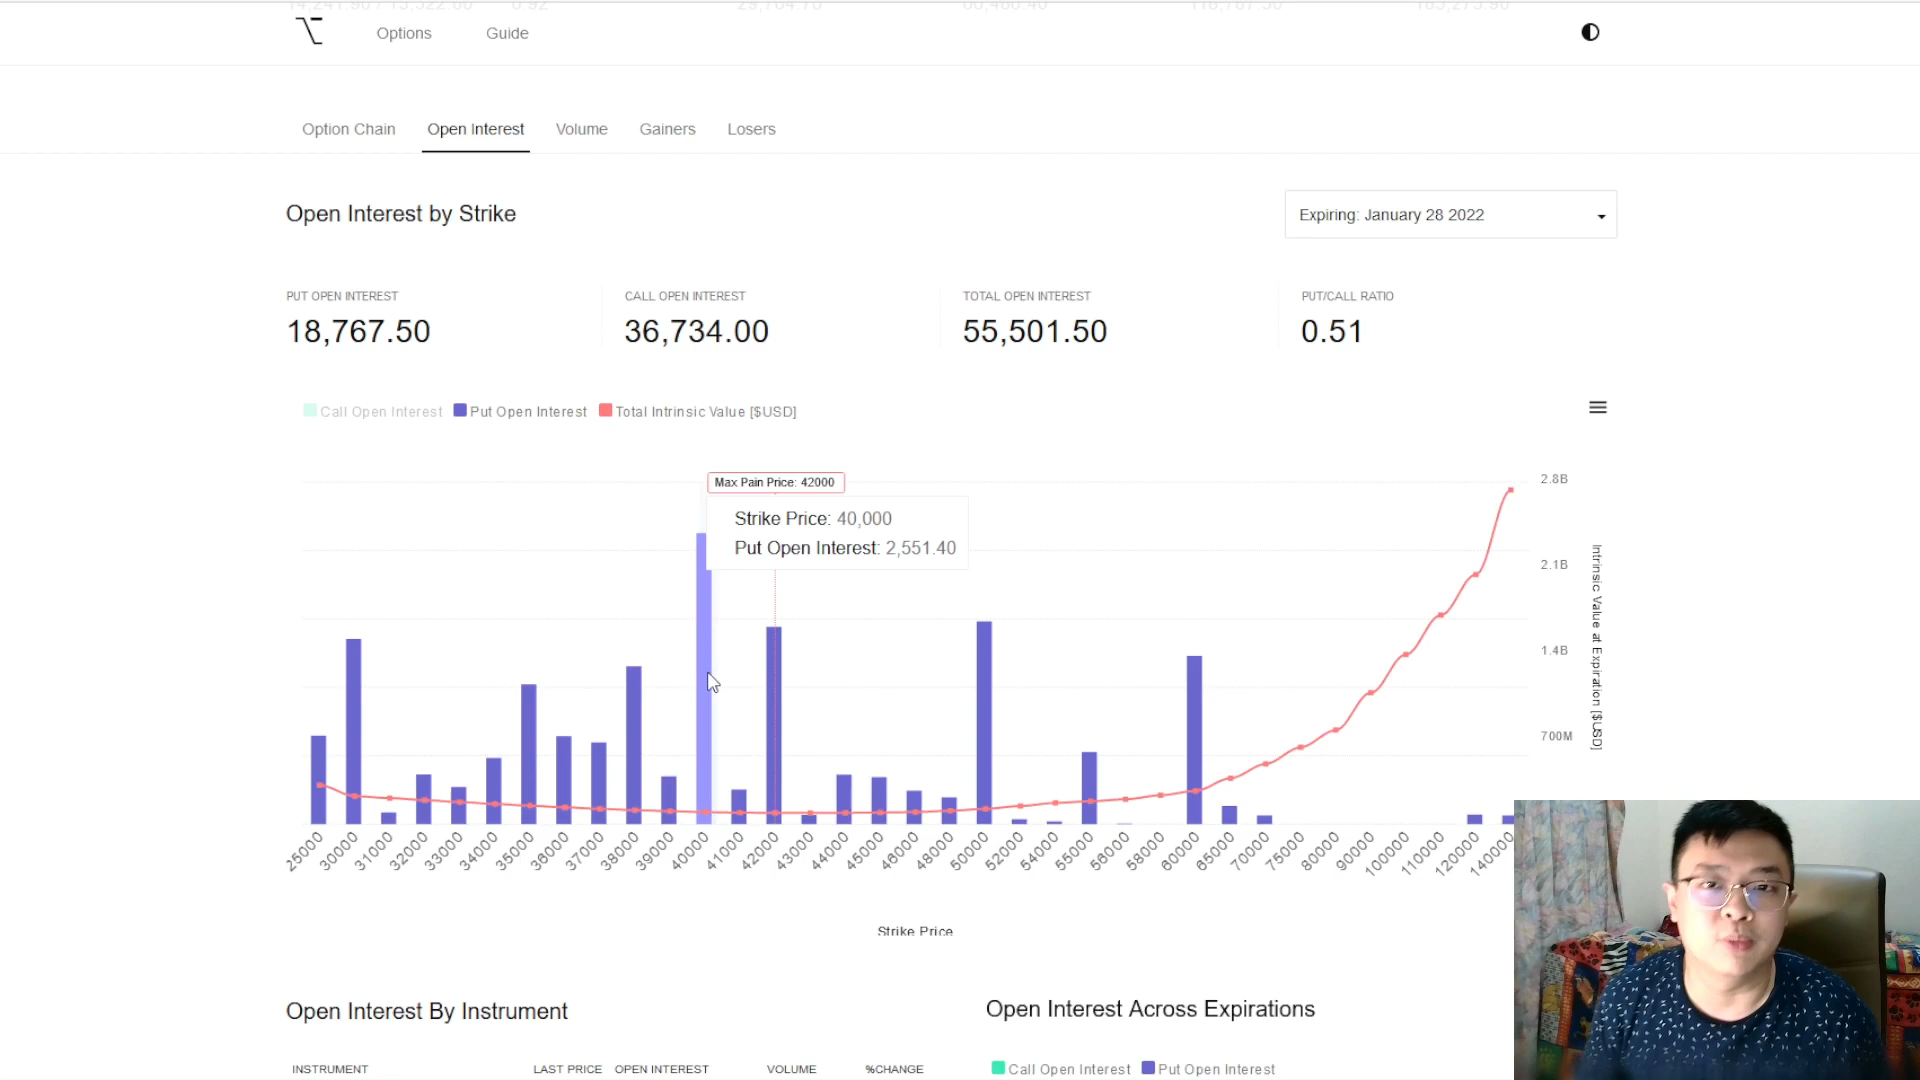 Options Guide
Option Chain Open Interest Volume Gainers Losers
Open Interest by Strike
Expiring: January 28 2022
PUT OPEN INTEREST CALL OPEN INTEREST TOTAL OPEN INTEREST PUT/CALL RATIO
18,767.50 36,734.00 55,501.50 0.51
Call Open Interest Put Open Interest Total Intrinsic Value [$USD]
Max Pain Price: 42000
Strike Price: 40,000
Put Open Interest: 2,551.40
2.8B
2.1B
1.4B
700M
Intrinsic Value at Expiration [$USD]
25000 30000 31000 32000 33000 34000 35000 36000 37000 38000 39000 40000 41000 42000 43000 44000 45000 46000 48000 50000 52000 54000 55000 56000 58000 60000 65000 70000 75000 80000 90000 100000 110000 120000 140000
Strike Price
Open Interest By Instrument
Open Interest Across Expirations
INSTRUMENT LAST PRICE OPEN INTEREST VOLUME %CHANGE
Call Open Interest Put Open Interest